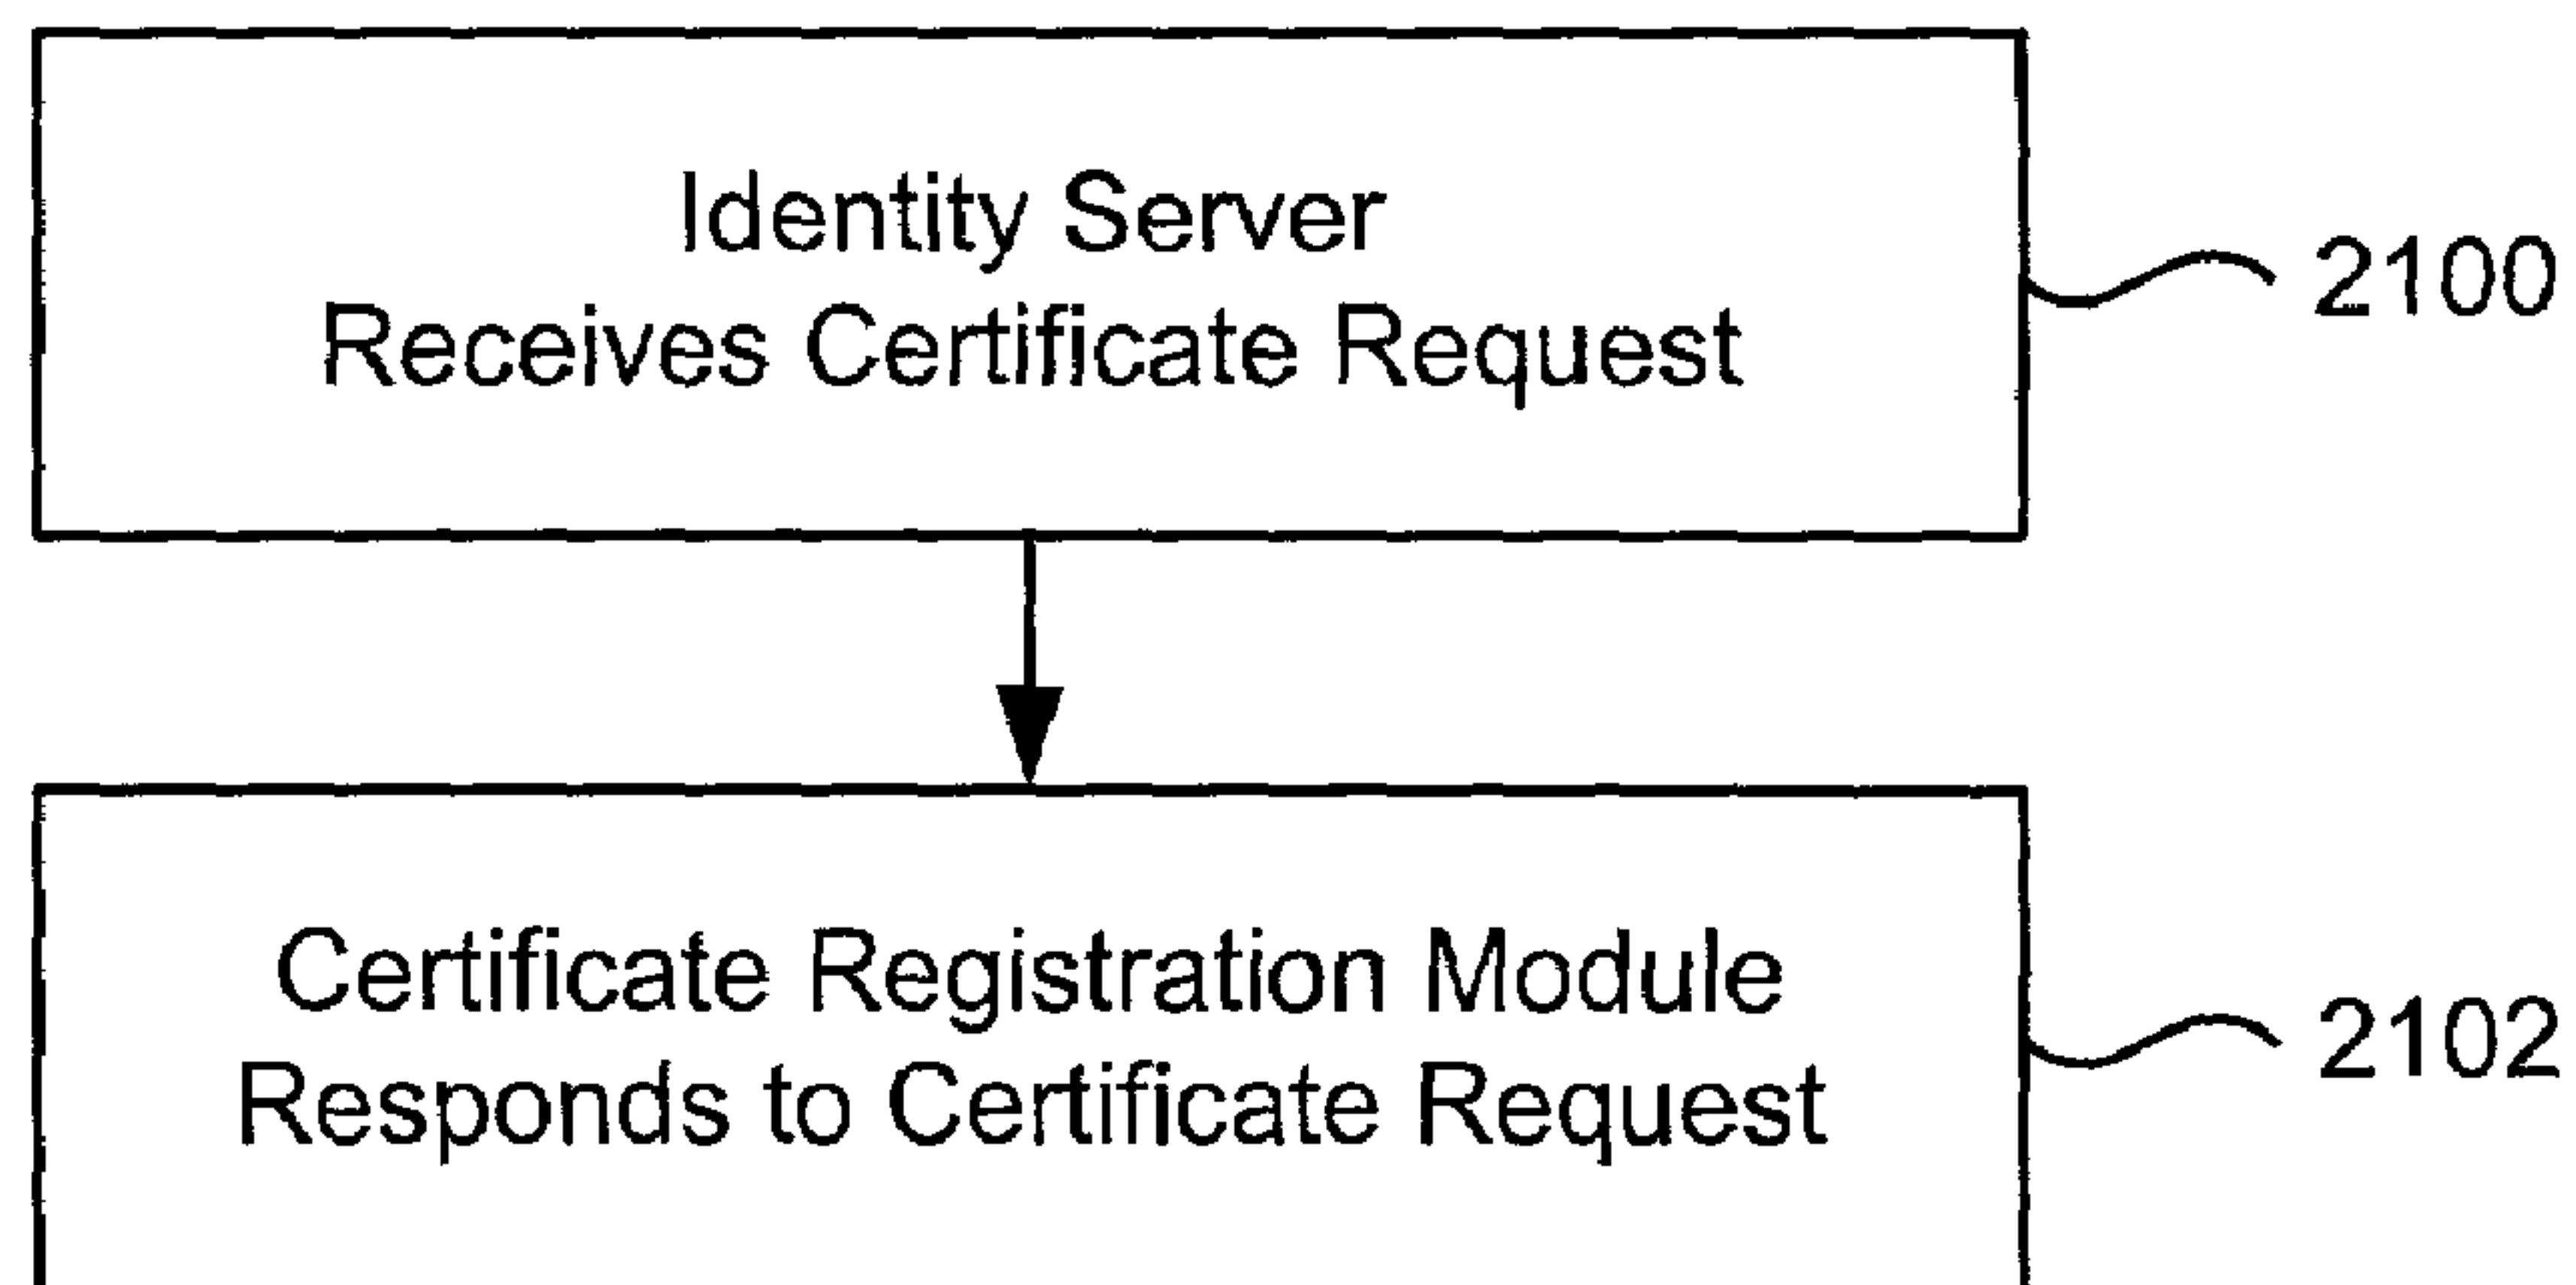 Identity Server
Receives Certificate Request
2100
Certificate Registration Module
Responds to Certificate Request
2102